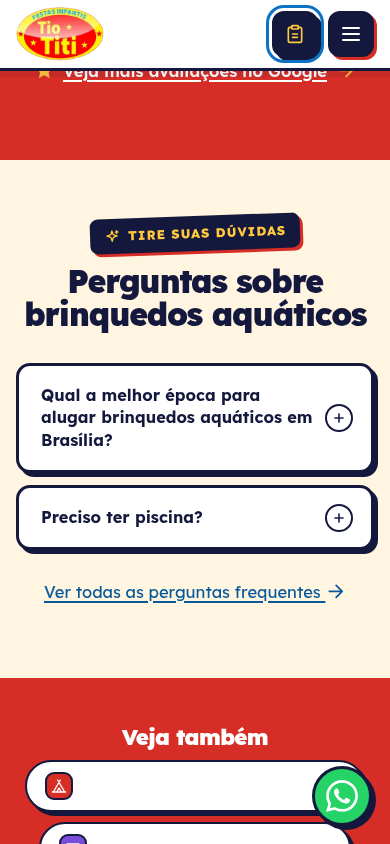 FESTAS INFANTIS
Tio
Titi
Veja mais avaliações no Google
TIRE SUAS DÚVIDAS
Perguntas sobre
brinquedos aquáticos
Qual a melhor época para
alugar brinquedos aquáticos em
Brasília?
Preciso ter piscina?
Ver todas as perguntas frequentes
Veja também